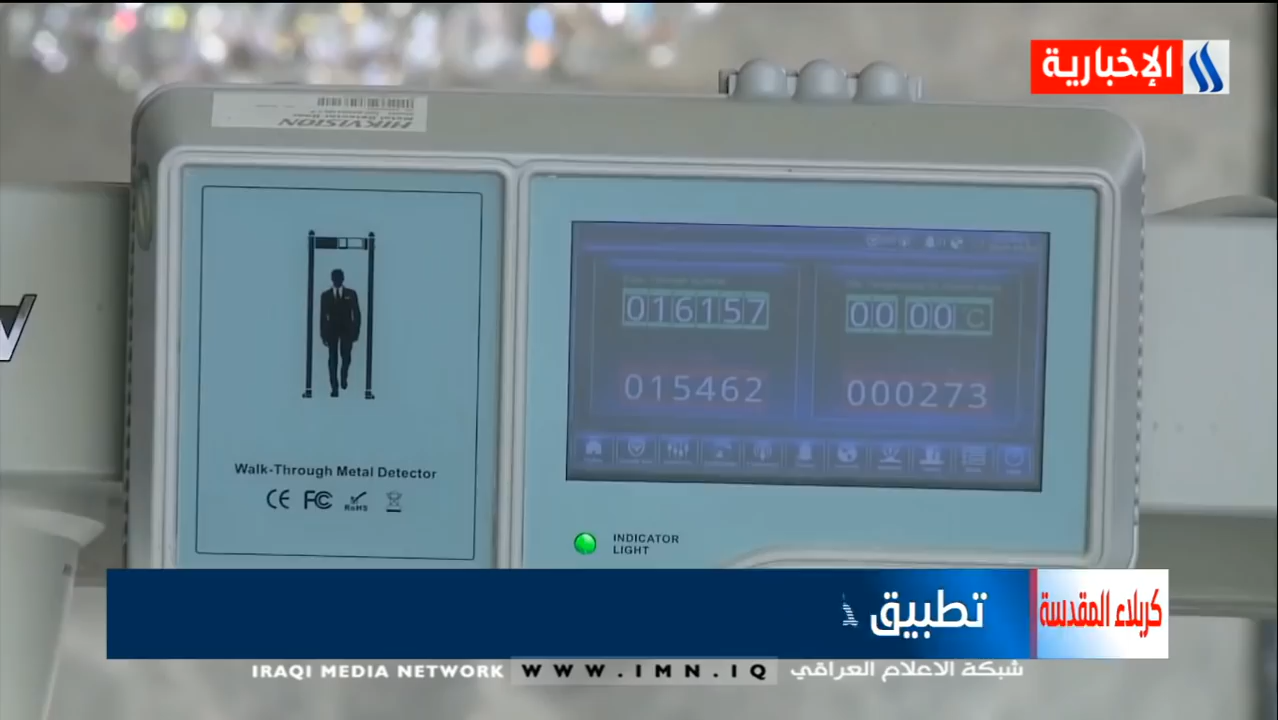 الإخبارية
HIKVISION
016157
00 00 C
015462
000273
Walk-Through Metal Detector
CE FC RoHS
INDICATOR
LIGHT
كربلاء المقدسة
تطبيق
IRAQI MEDIA NETWORK WWW.IMN.IQ شبكة الاعلام العراقي